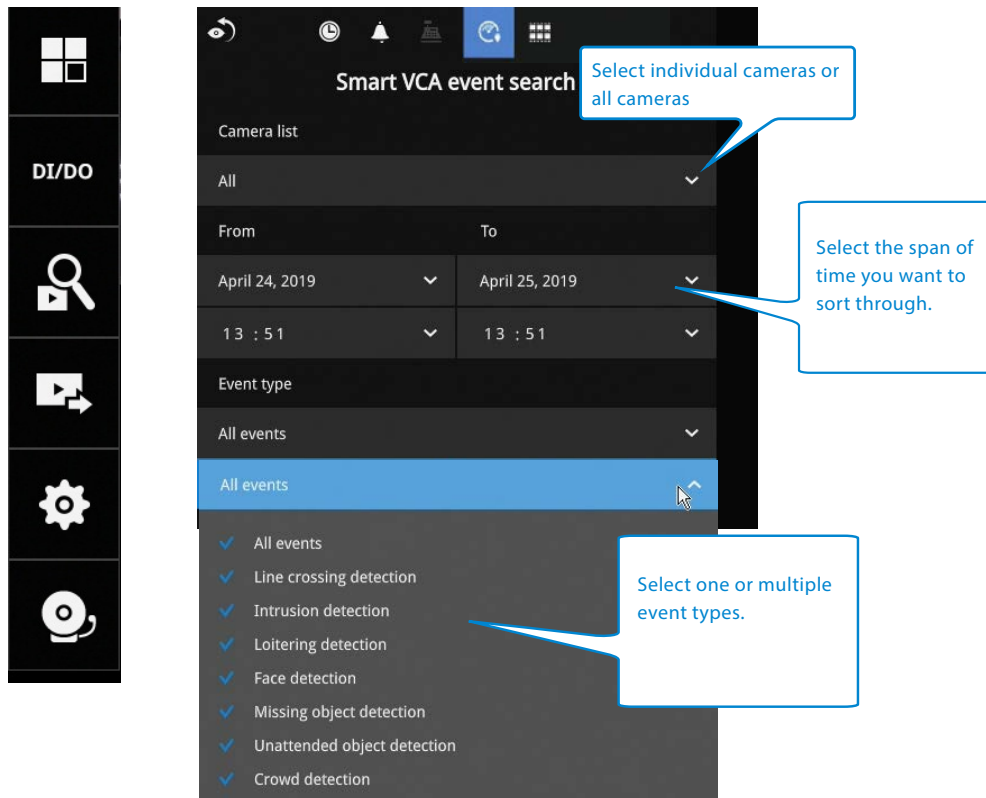 DI/DO
Smart VCA event search
Select individual cameras or
all cameras
Camera list
All
From To
April 24, 2019 April 25, 2019
13 : 51 13 : 51
Select the span of
time you want to
sort through.
Event type
All events
All events
All events
Line crossing detection
Intrusion detection
Loitering detection
Face detection
Missing object detection
Unattended object detection
Crowd detection
Select one or multiple
event types.